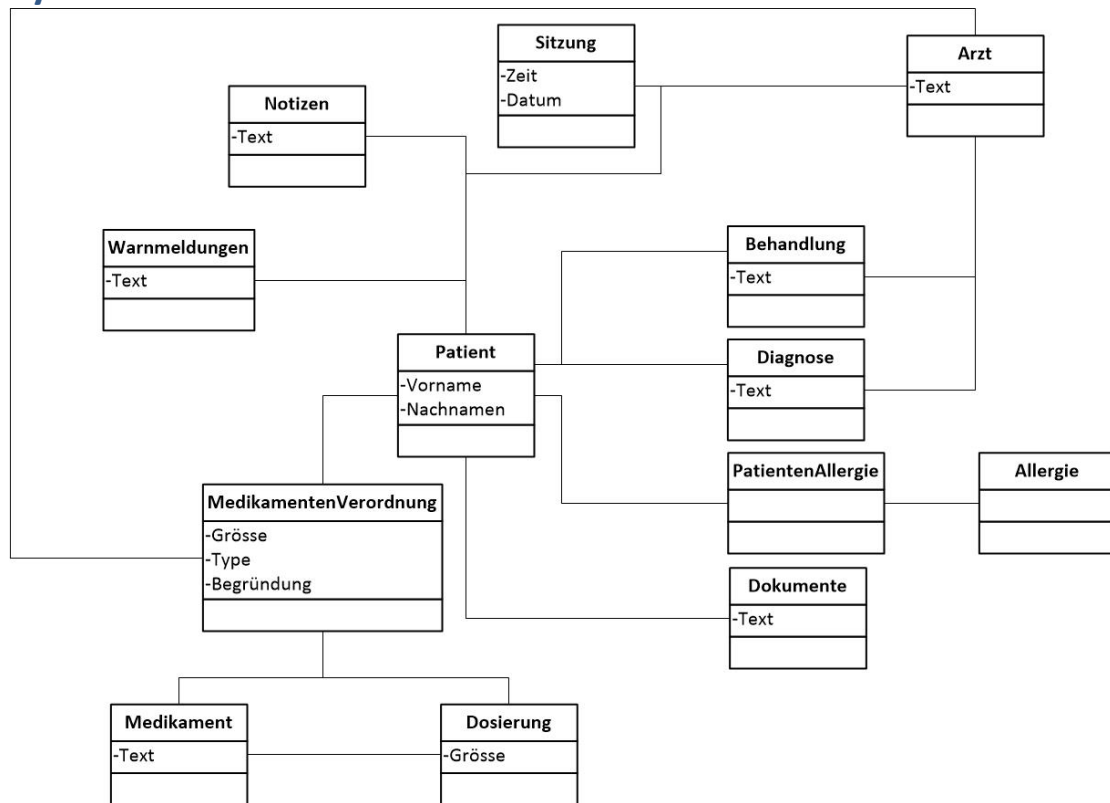 Sitzung
-Zeit
-Datum
Arzt
-Text
Notizen
-Text
Warnmeldungen
-Text
Behandlung
-Text
Patient
-Vorname
-Nachnamen
Diagnose
-Text
PatientenAllergie
Allergie
MedikamentenVerordnung
-Grösse
-Type
-Begründung
Dokumente
-Text
Medikament
-Text
Dosierung
-Grösse